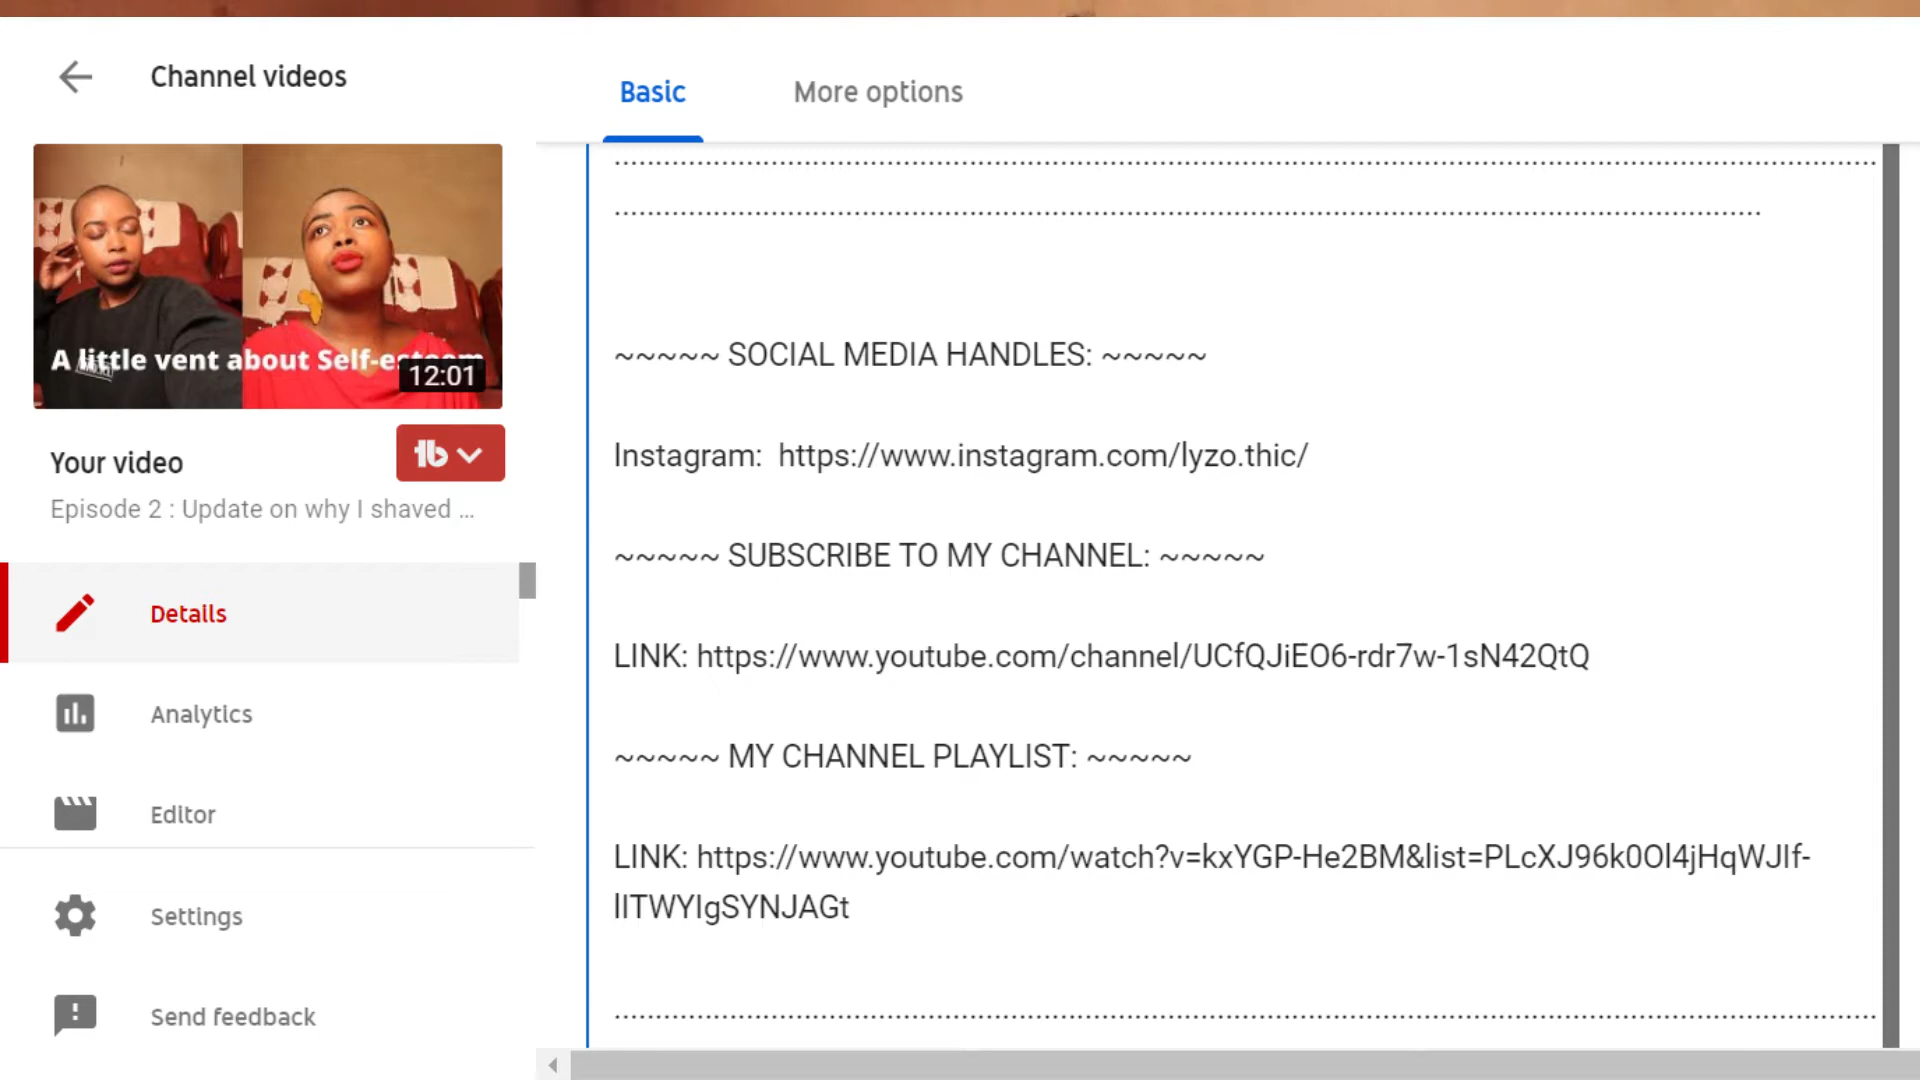 Channel videos
Basic
More options
A little vent about Self-esteem
12:01
Your video
Episode 2 : Update on why I shaved ...
Details
Analytics
Editor
Settings
Send feedback
~~~~~ SOCIAL MEDIA HANDLES: ~~~~~
Instagram:  https://www.instagram.com/lyzo.thic/
~~~~~ SUBSCRIBE TO MY CHANNEL: ~~~~~
LINK: https://www.youtube.com/channel/UCfQJiEO6-rdr7w-1sN42QtQ
~~~~~ MY CHANNEL PLAYLIST: ~~~~~
LINK: https://www.youtube.com/watch?v=kxYGP-He2BM&list=PLcXJ96k0Ol4jHqWJIf-
lITWYIgSYNJAGt